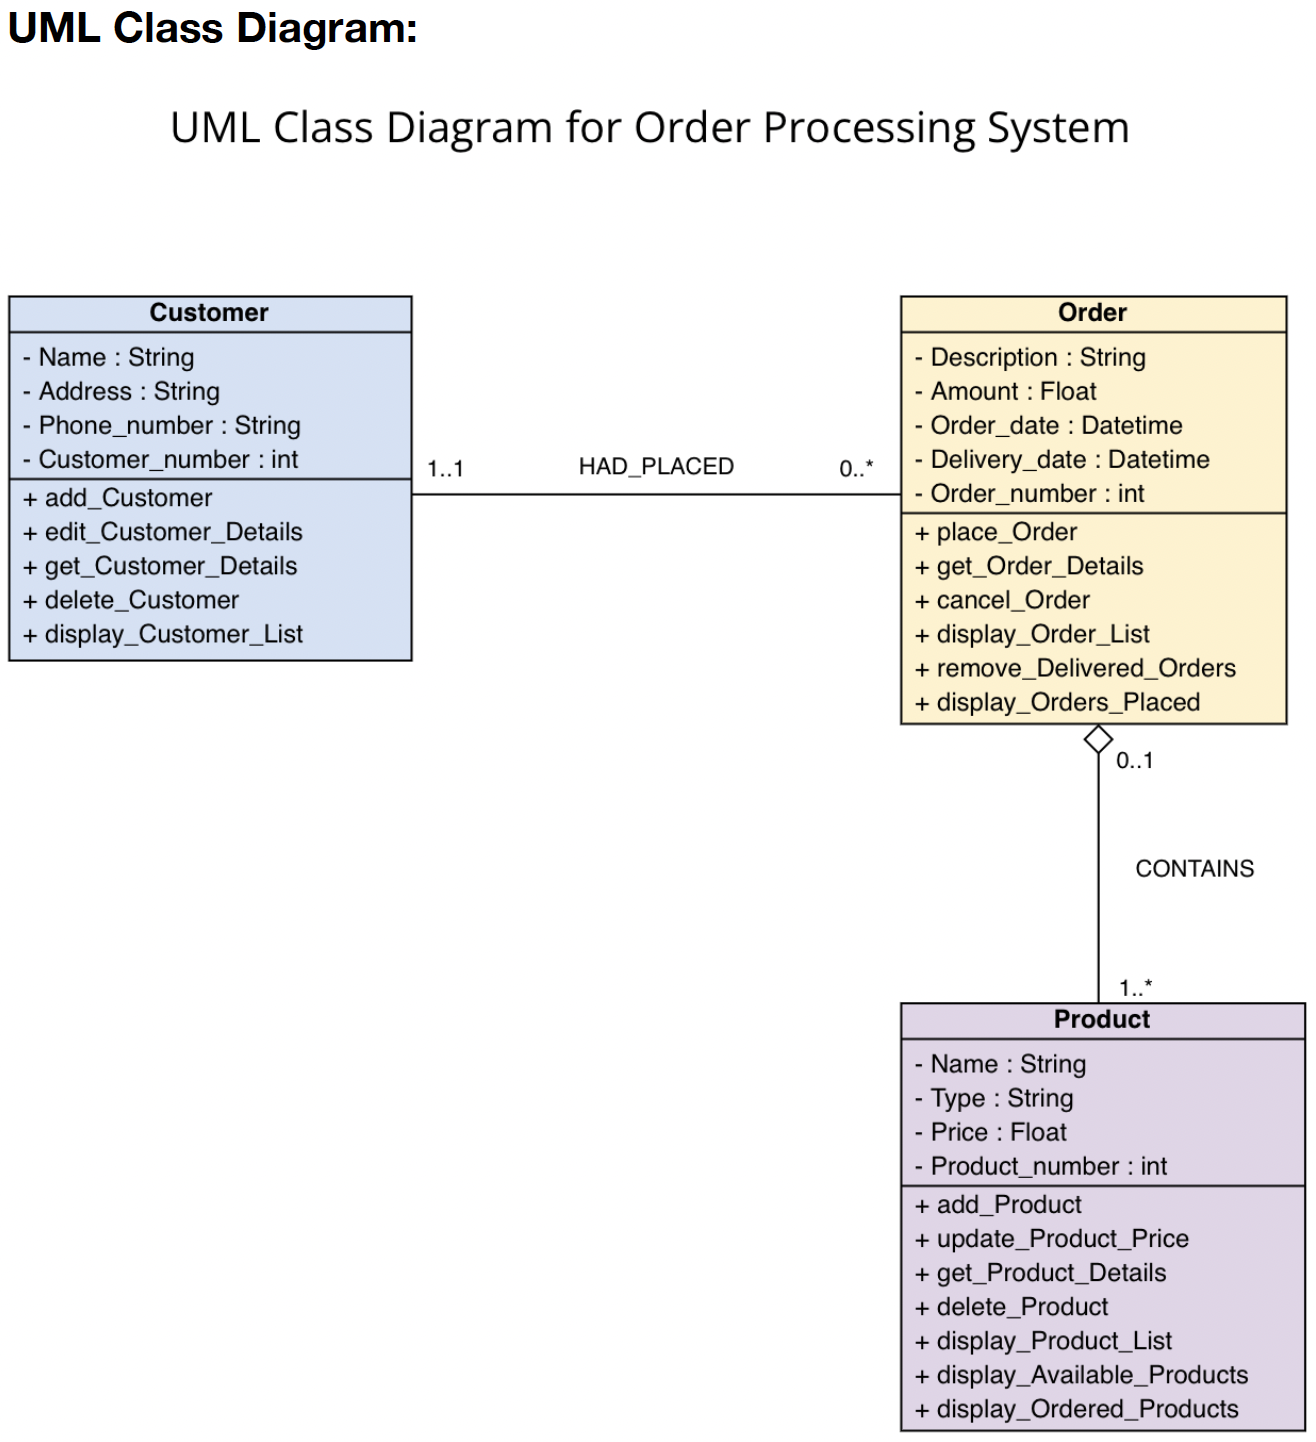 UML Class Diagram:
UML Class Diagram for Order Processing System
Customer
- Name : String
- Address : String
- Phone_number : String
- Customer_number : int
+ add_Customer
+ edit_Customer_Details
+ get_Customer_Details
+ delete_Customer
+ display_Customer_List
1..1
HAD_PLACED
0..*
Order
- Description : String
- Amount : Float
- Order_date : Datetime
- Delivery_date : Datetime
- Order_number : int
+ place_Order
+ get_Order_Details
+ cancel_Order
+ display_Order_List
+ remove_Delivered_Orders
+ display_Orders_Placed
0..1
CONTAINS
1..*
Product
- Name : String
- Type : String
- Price : Float
- Product_number : int
+ add_Product
+ update_Product_Price
+ get_Product_Details
+ delete_Product
+ display_Product_List
+ display_Available_Products
+ display_Ordered_Products